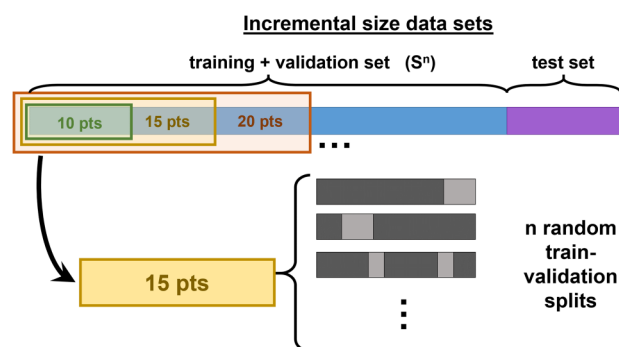 Incremental size data sets
training + validation set (Sⁿ)
test set
10 pts
15 pts
20 pts
...
15 pts
n random
train-
validation
splits